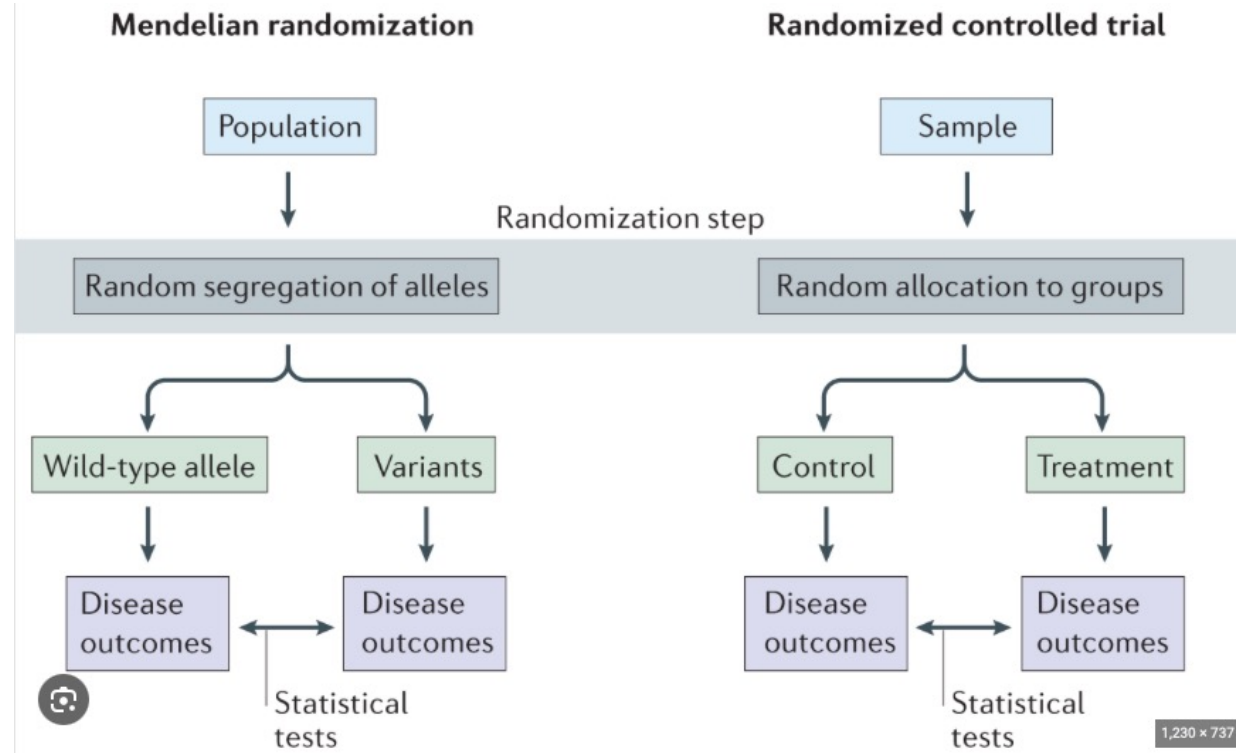 Mendelian randomization
Randomized controlled trial
Population
Sample
Randomization step
Random segregation of alleles
Random allocation to groups
Wild-type allele
Variants
Control
Treatment
Disease
outcomes
Disease
outcomes
Disease
outcomes
Disease
outcomes
Statistical
tests
Statistical
tests
1,230 × 737